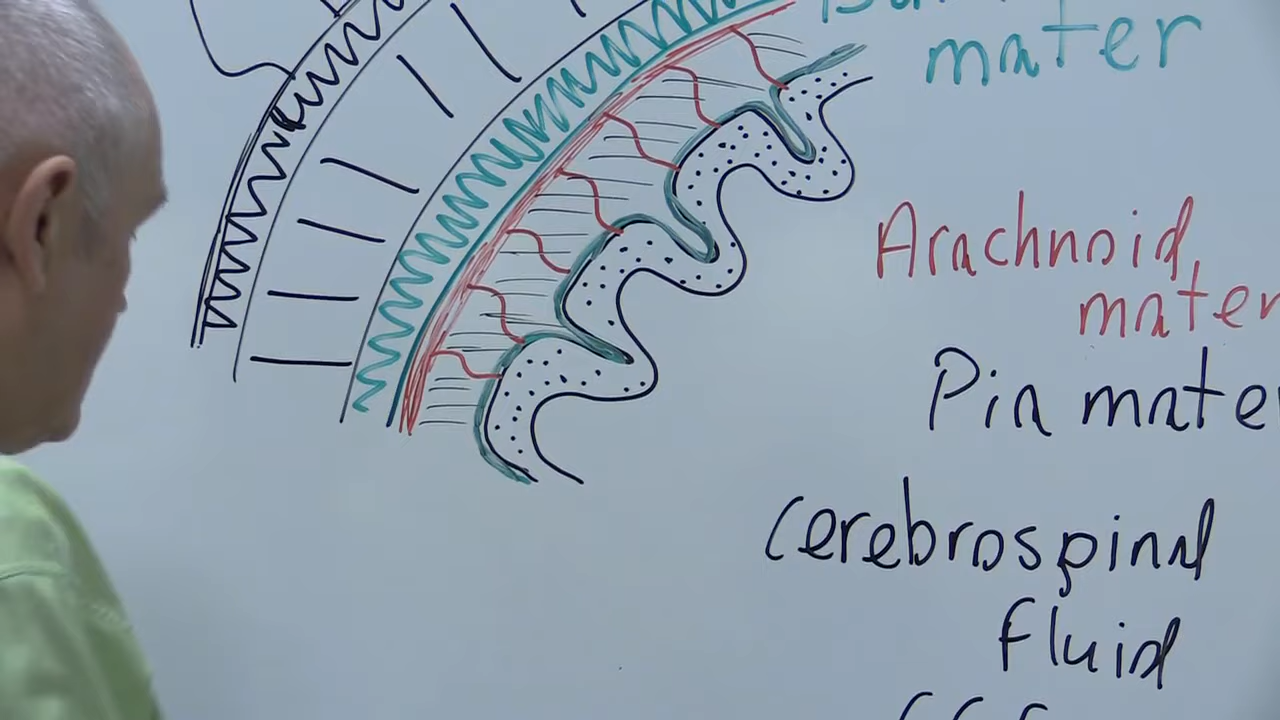 mater
Arachnoid
mater
Pia mater
Cerebrospinal
fluid